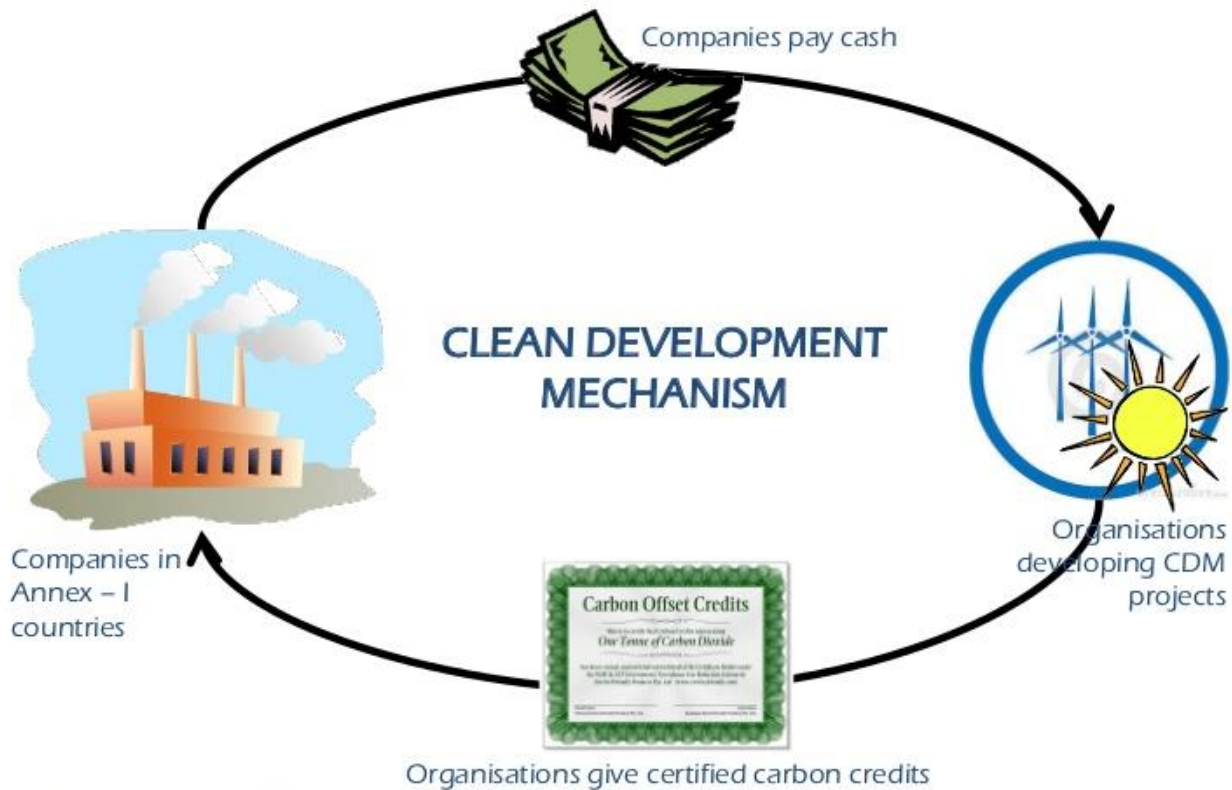 Companies pay cash
CLEAN DEVELOPMENT
MECHANISM
Companies in
Annex – I
countries
Organisations
developing CDM
projects
Carbon Offset Credits
One Tonne of Carbon Dioxide
Organisations give certified carbon credits